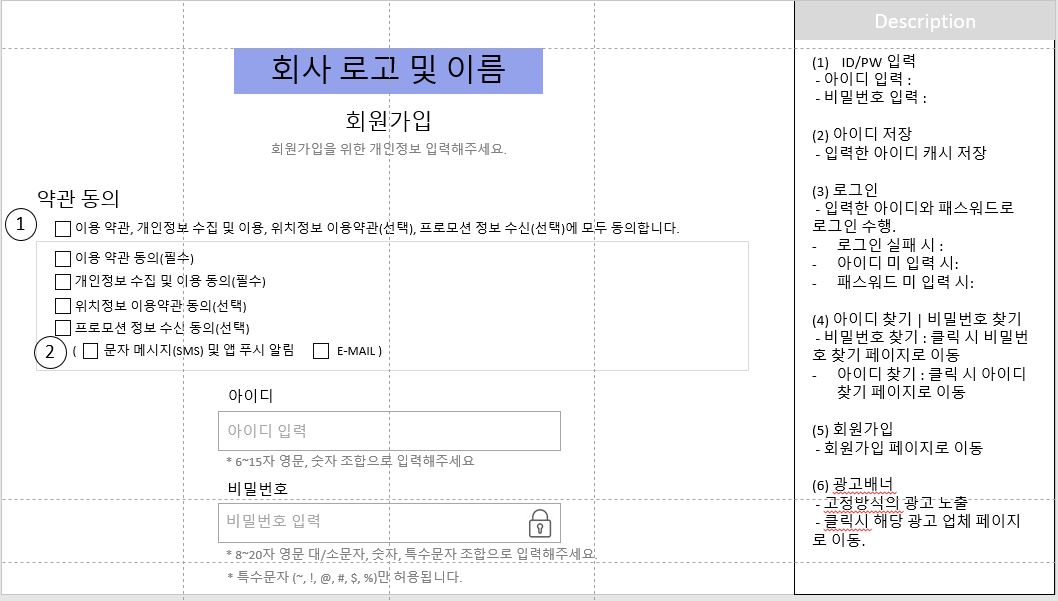 회사 로고 및 이름
회원가입
회원가입을 위한 개인정보 입력해주세요.
약관 동의
1
이용 약관, 개인정보 수집 및 이용, 위치정보 이용약관(선택), 프로모션 정보 수신(선택)에 모두 동의합니다.
이용 약관 동의(필수)
개인정보 수집 및 이용 동의(필수)
위치정보 이용약관 동의(선택)
프로모션 정보 수신 동의(선택)
2
( 문자 메시지(SMS) 및 앱 푸시 알림 E-MAIL )
아이디
아이디 입력
* 6~15자 영문, 숫자 조합으로 입력해주세요
비밀번호
비밀번호 입력
* 8~20자 영문 대/소문자, 숫자, 특수문자 조합으로 입력해주세요.
* 특수문자 (~, !, @, #, $, %)만 허용됩니다.
Description
(1) ID/PW 입력
- 아이디 입력 :
- 비밀번호 입력 :
(2) 아이디 저장
- 입력한 아이디 캐시 저장
(3) 로그인
- 입력한 아이디와 패스워드로
로그인 수행.
- 로그인 실패 시 :
- 아이디 미 입력 시:
- 패스워드 미 입력 시:
(4) 아이디 찾기 | 비밀번호 찾기
- 비밀번호 찾기 : 클릭 시 비밀번
호 찾기 페이지로 이동
- 아이디 찾기 : 클릭 시 아이디
찾기 페이지로 이동
(5) 회원가입
- 회원가입 페이지로 이동
(6) 광고배너
- 고정방식의 광고 노출
- 클릭시 해당 광고 업체 페이지
로 이동.